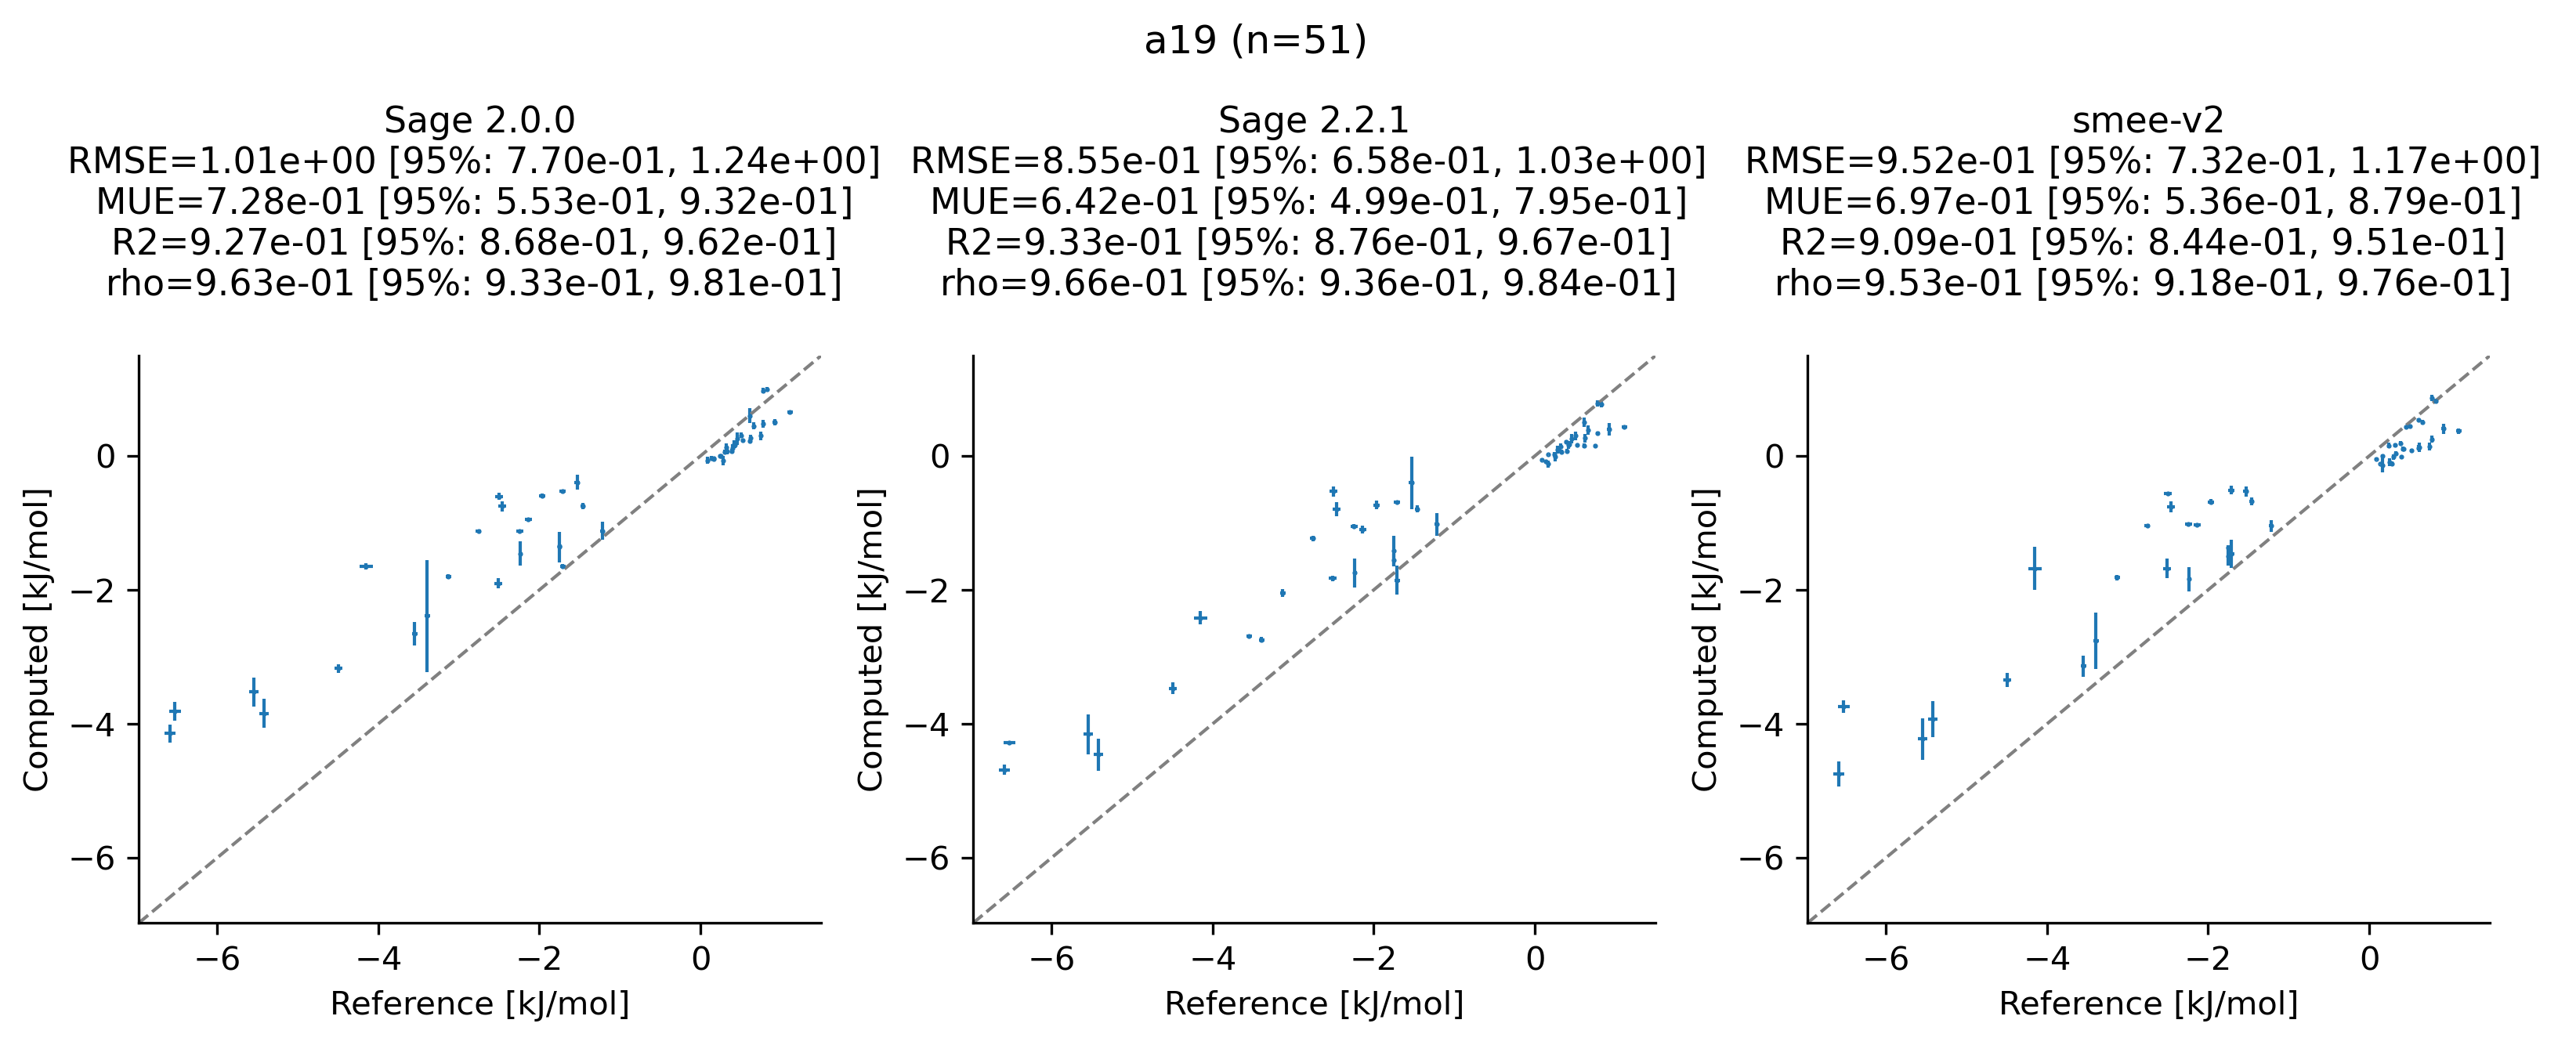 a19 (n=51)
Sage 2.0.0
RMSE=1.01e+00 [95%: 7.70e-01, 1.24e+00]
MUE=7.28e-01 [95%: 5.53e-01, 9.32e-01]
R2=9.27e-01 [95%: 8.68e-01, 9.62e-01]
rho=9.63e-01 [95%: 9.33e-01, 9.81e-01]
0
−2
−4
−6
Computed [kJ/mol]
−6 −4 −2 0
Reference [kJ/mol]
Sage 2.2.1
RMSE=8.55e-01 [95%: 6.58e-01, 1.03e+00]
MUE=6.42e-01 [95%: 4.99e-01, 7.95e-01]
R2=9.33e-01 [95%: 8.76e-01, 9.67e-01]
rho=9.66e-01 [95%: 9.36e-01, 9.84e-01]
0
−2
−4
−6
Computed [kJ/mol]
−6 −4 −2 0
Reference [kJ/mol]
smee-v2
RMSE=9.52e-01 [95%: 7.32e-01, 1.17e+00]
MUE=6.97e-01 [95%: 5.36e-01, 8.79e-01]
R2=9.09e-01 [95%: 8.44e-01, 9.51e-01]
rho=9.53e-01 [95%: 9.18e-01, 9.76e-01]
0
−2
−4
−6
Computed [kJ/mol]
−6 −4 −2 0
Reference [kJ/mol]